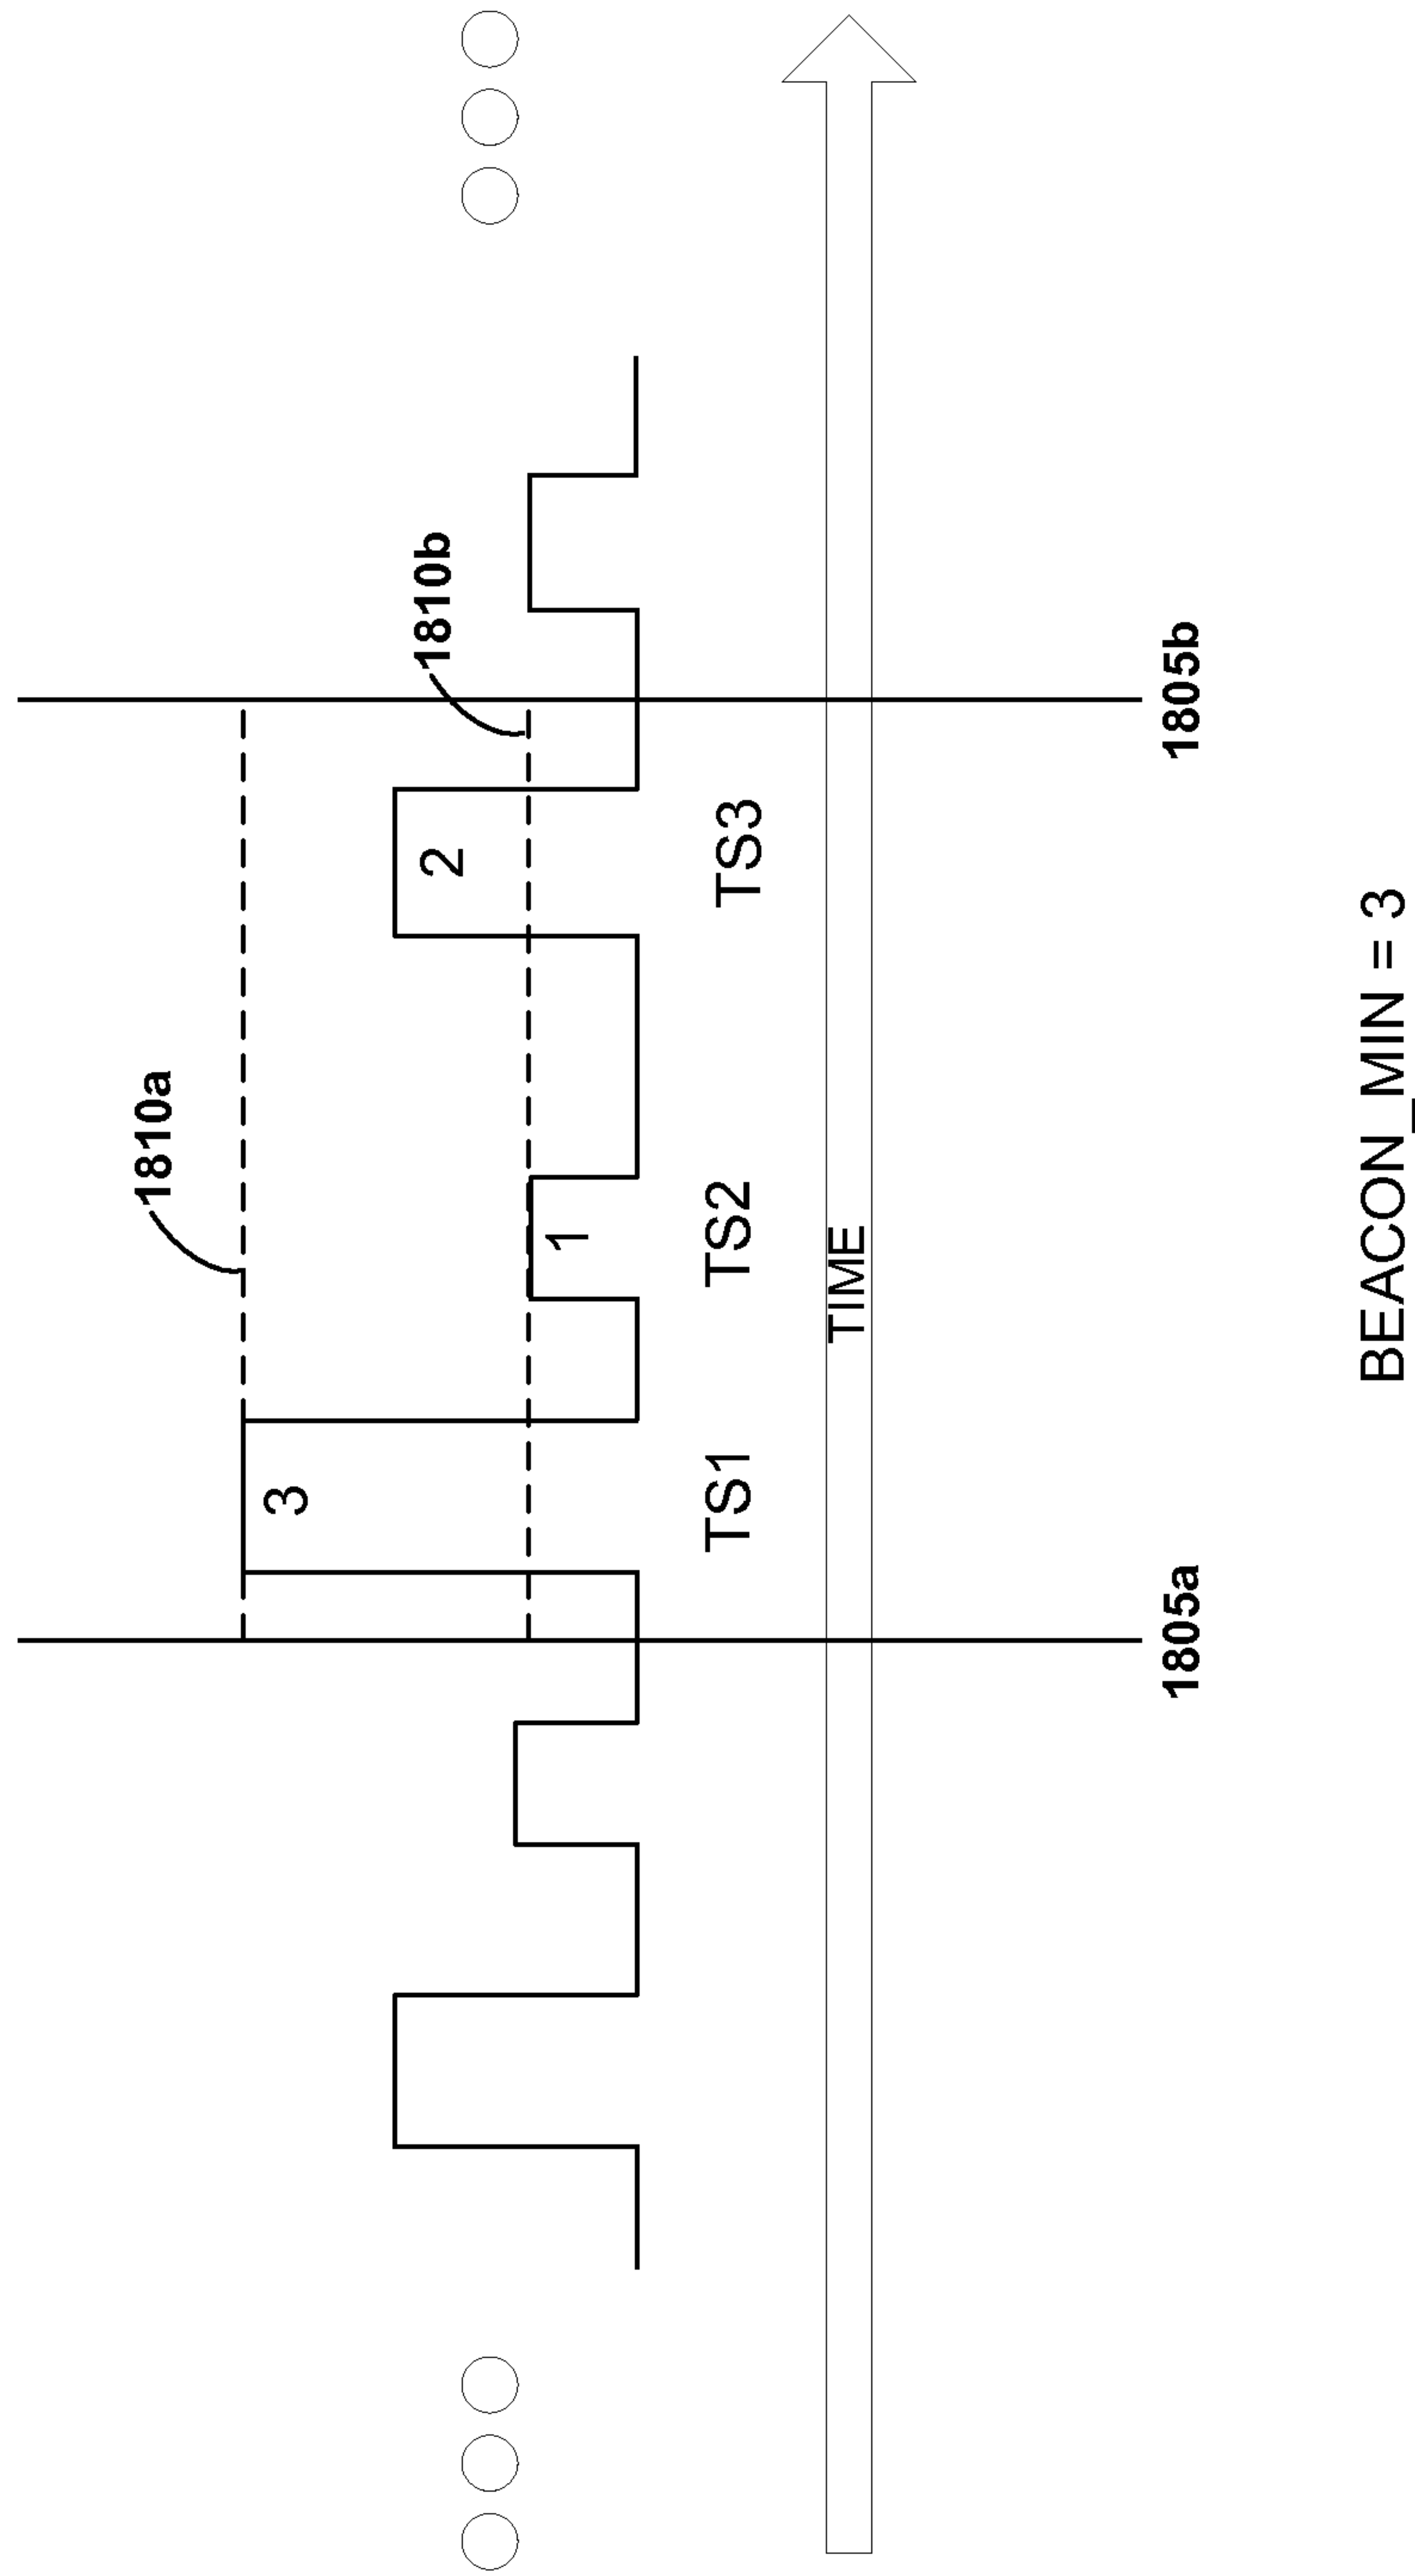 1810a
1810b
3
1
2
TS1
TS2
TS3
TIME
1805a
1805b
BEACON_MIN = 3